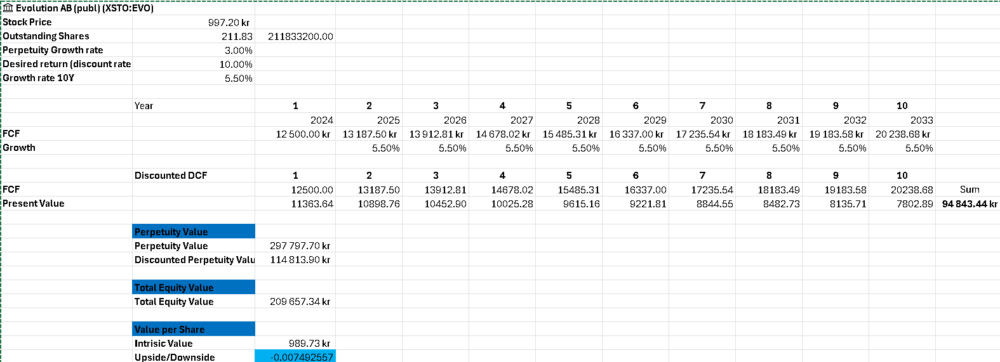 🏛 Evolution AB (publ) (XSTO:EVO)
Stock Price 997.20 kr
Outstanding Shares 211.83 211833200.00
Perpetuity Growth rate 3.00%
Desired return (discount rate 10.00%
Growth rate 10Y 5.50%
Year 1 2 3 4 5 6 7 8 9 10
2024 2025 2026 2027 2028 2029 2030 2031 2032 2033
FCF 12 500.00 kr 13 187.50 kr 13 912.81 kr 14 678.02 kr 15 485.31 kr 16 337.00 kr 17 235.54 kr 18 183.49 kr 19 183.58 kr 20 238.68 kr
Growth 5.50% 5.50% 5.50% 5.50% 5.50% 5.50% 5.50% 5.50% 5.50%
Discounted DCF 1 2 3 4 5 6 7 8 9 10
FCF 12500.00 13187.50 13912.81 14678.02 15485.31 16337.00 17235.54 18183.49 19183.58 20238.68 Sum
Present Value 11363.64 10898.76 10452.90 10025.28 9615.16 9221.81 8844.55 8482.73 8135.71 7802.89 94 843.44 kr
Perpetuity Value
Perpetuity Value 297 797.70 kr
Discounted Perpetuity Valu 114 813.90 kr
Total Equity Value
Total Equity Value 209 657.34 kr
Value per Share
Intrisic Value 989.73 kr
Upside/Downside -0.007492557